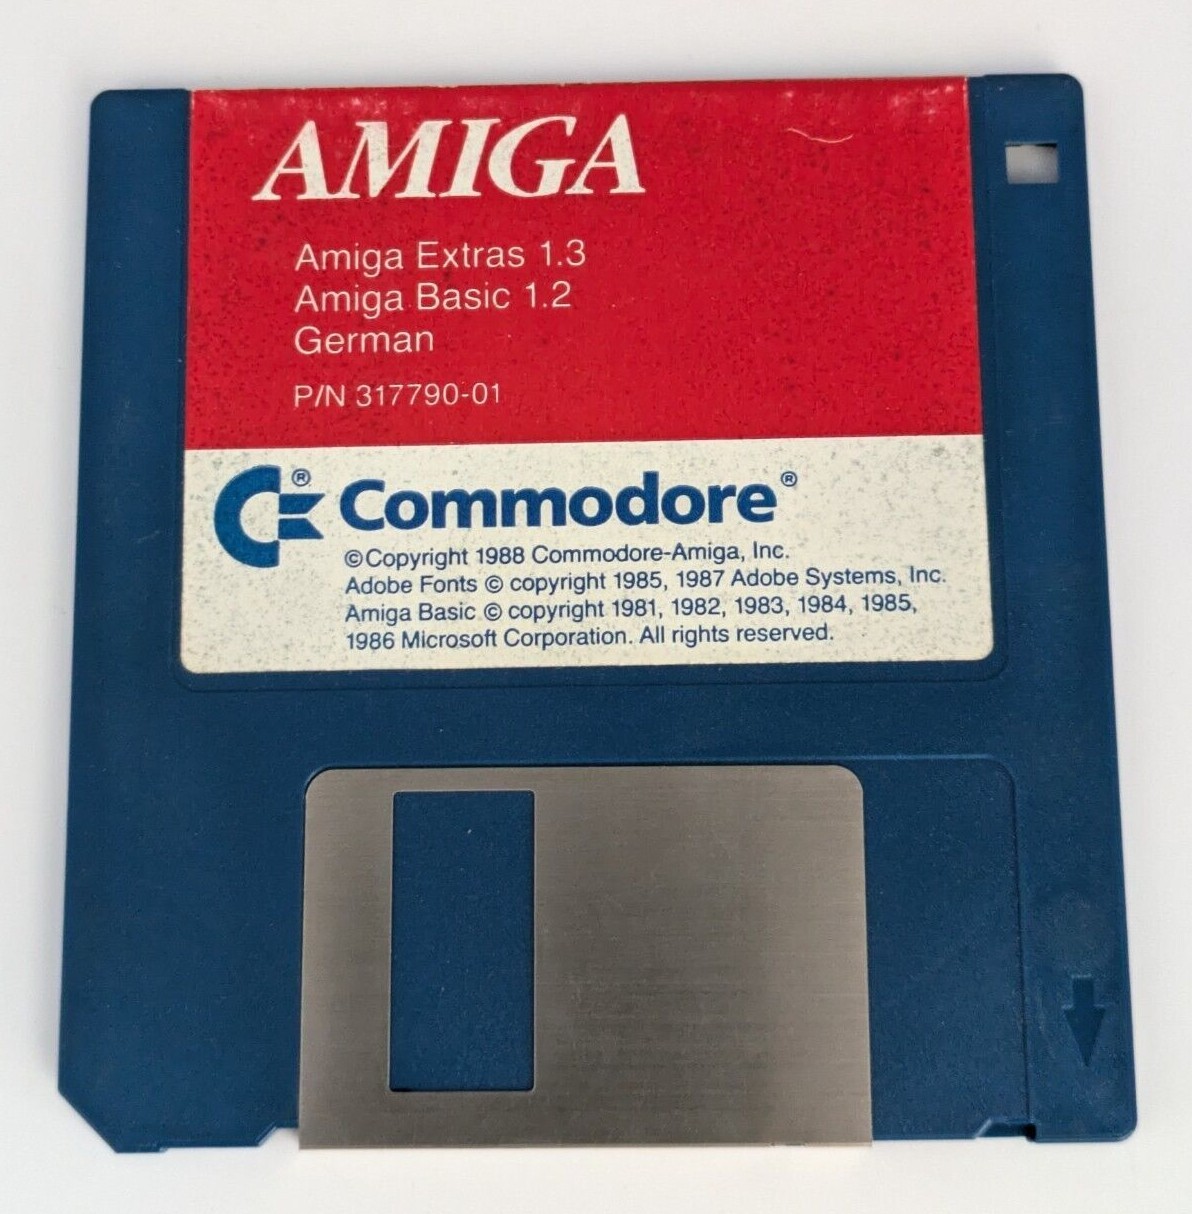 AMIGA
Amiga Extras 1.3
Amiga Basic 1.2
German
P/N 317790-01
® Commodore®
©Copyright 1988 Commodore-Amiga, Inc.
Adobe Fonts © copyright 1985, 1987 Adobe Systems, Inc.
Amiga Basic © copyright 1981, 1982, 1983, 1984, 1985,
1986 Microsoft Corporation. All rights reserved.